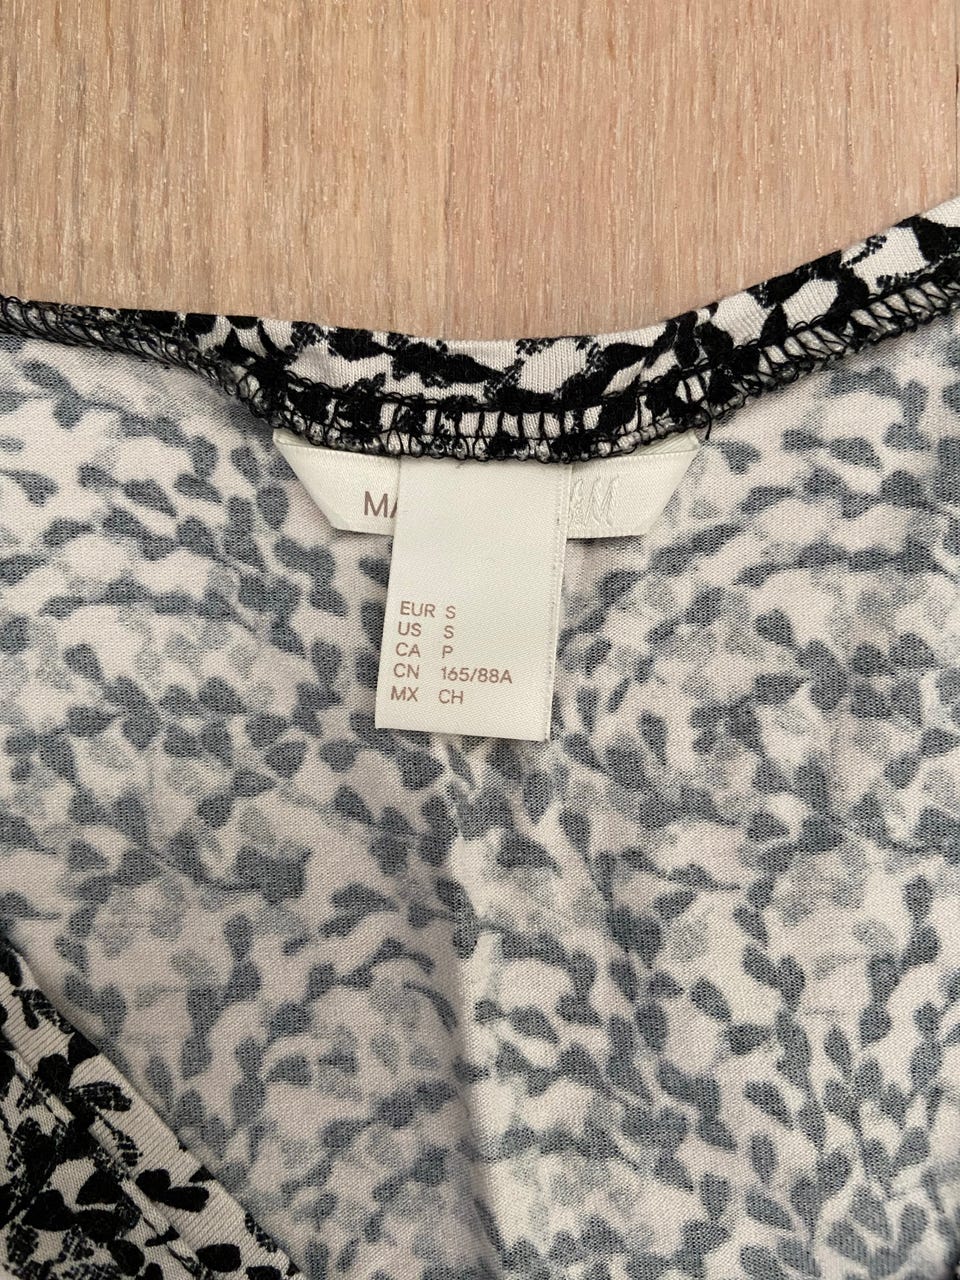 MA
EUR S
US S
CA P
CN 165/88A
MX CH